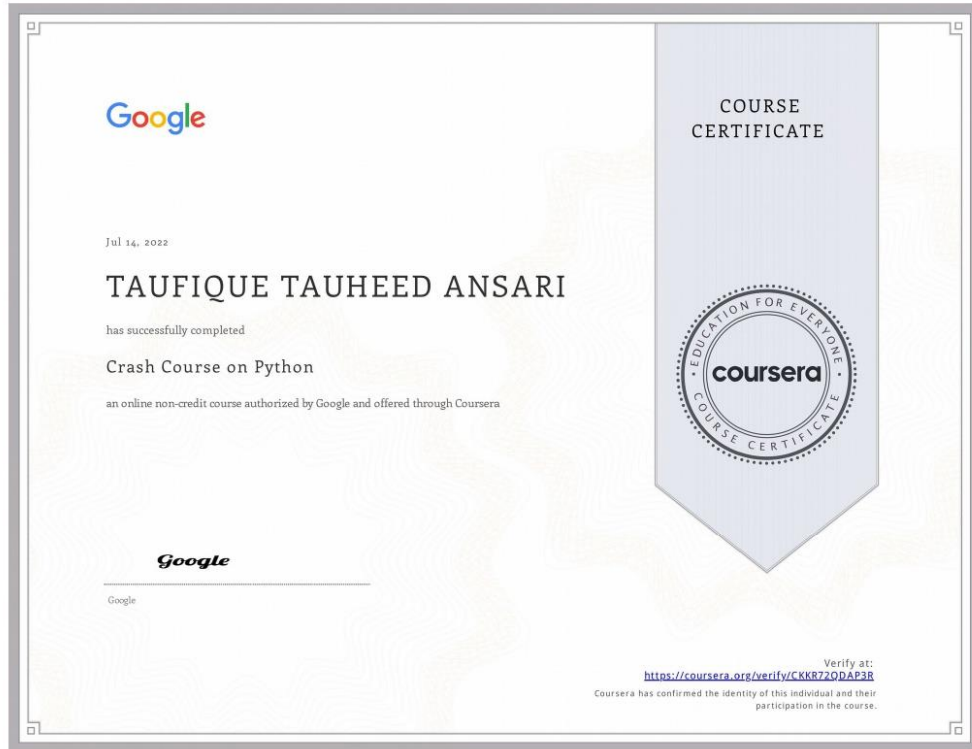 Google
COURSE
CERTIFICATE
Jul 14, 2022
TAUFIQUE TAUHEED ANSARI
has successfully completed
Crash Course on Python
an online non-credit course authorized by Google and offered through Coursera
EDUCATION FOR EVERYONE
coursera
COURSE CERTIFICATE
Google
Google
Verify at:
https://coursera.org/verify/CKKR72QDAP3R
Coursera has confirmed the identity of this individual and their
participation in the course.